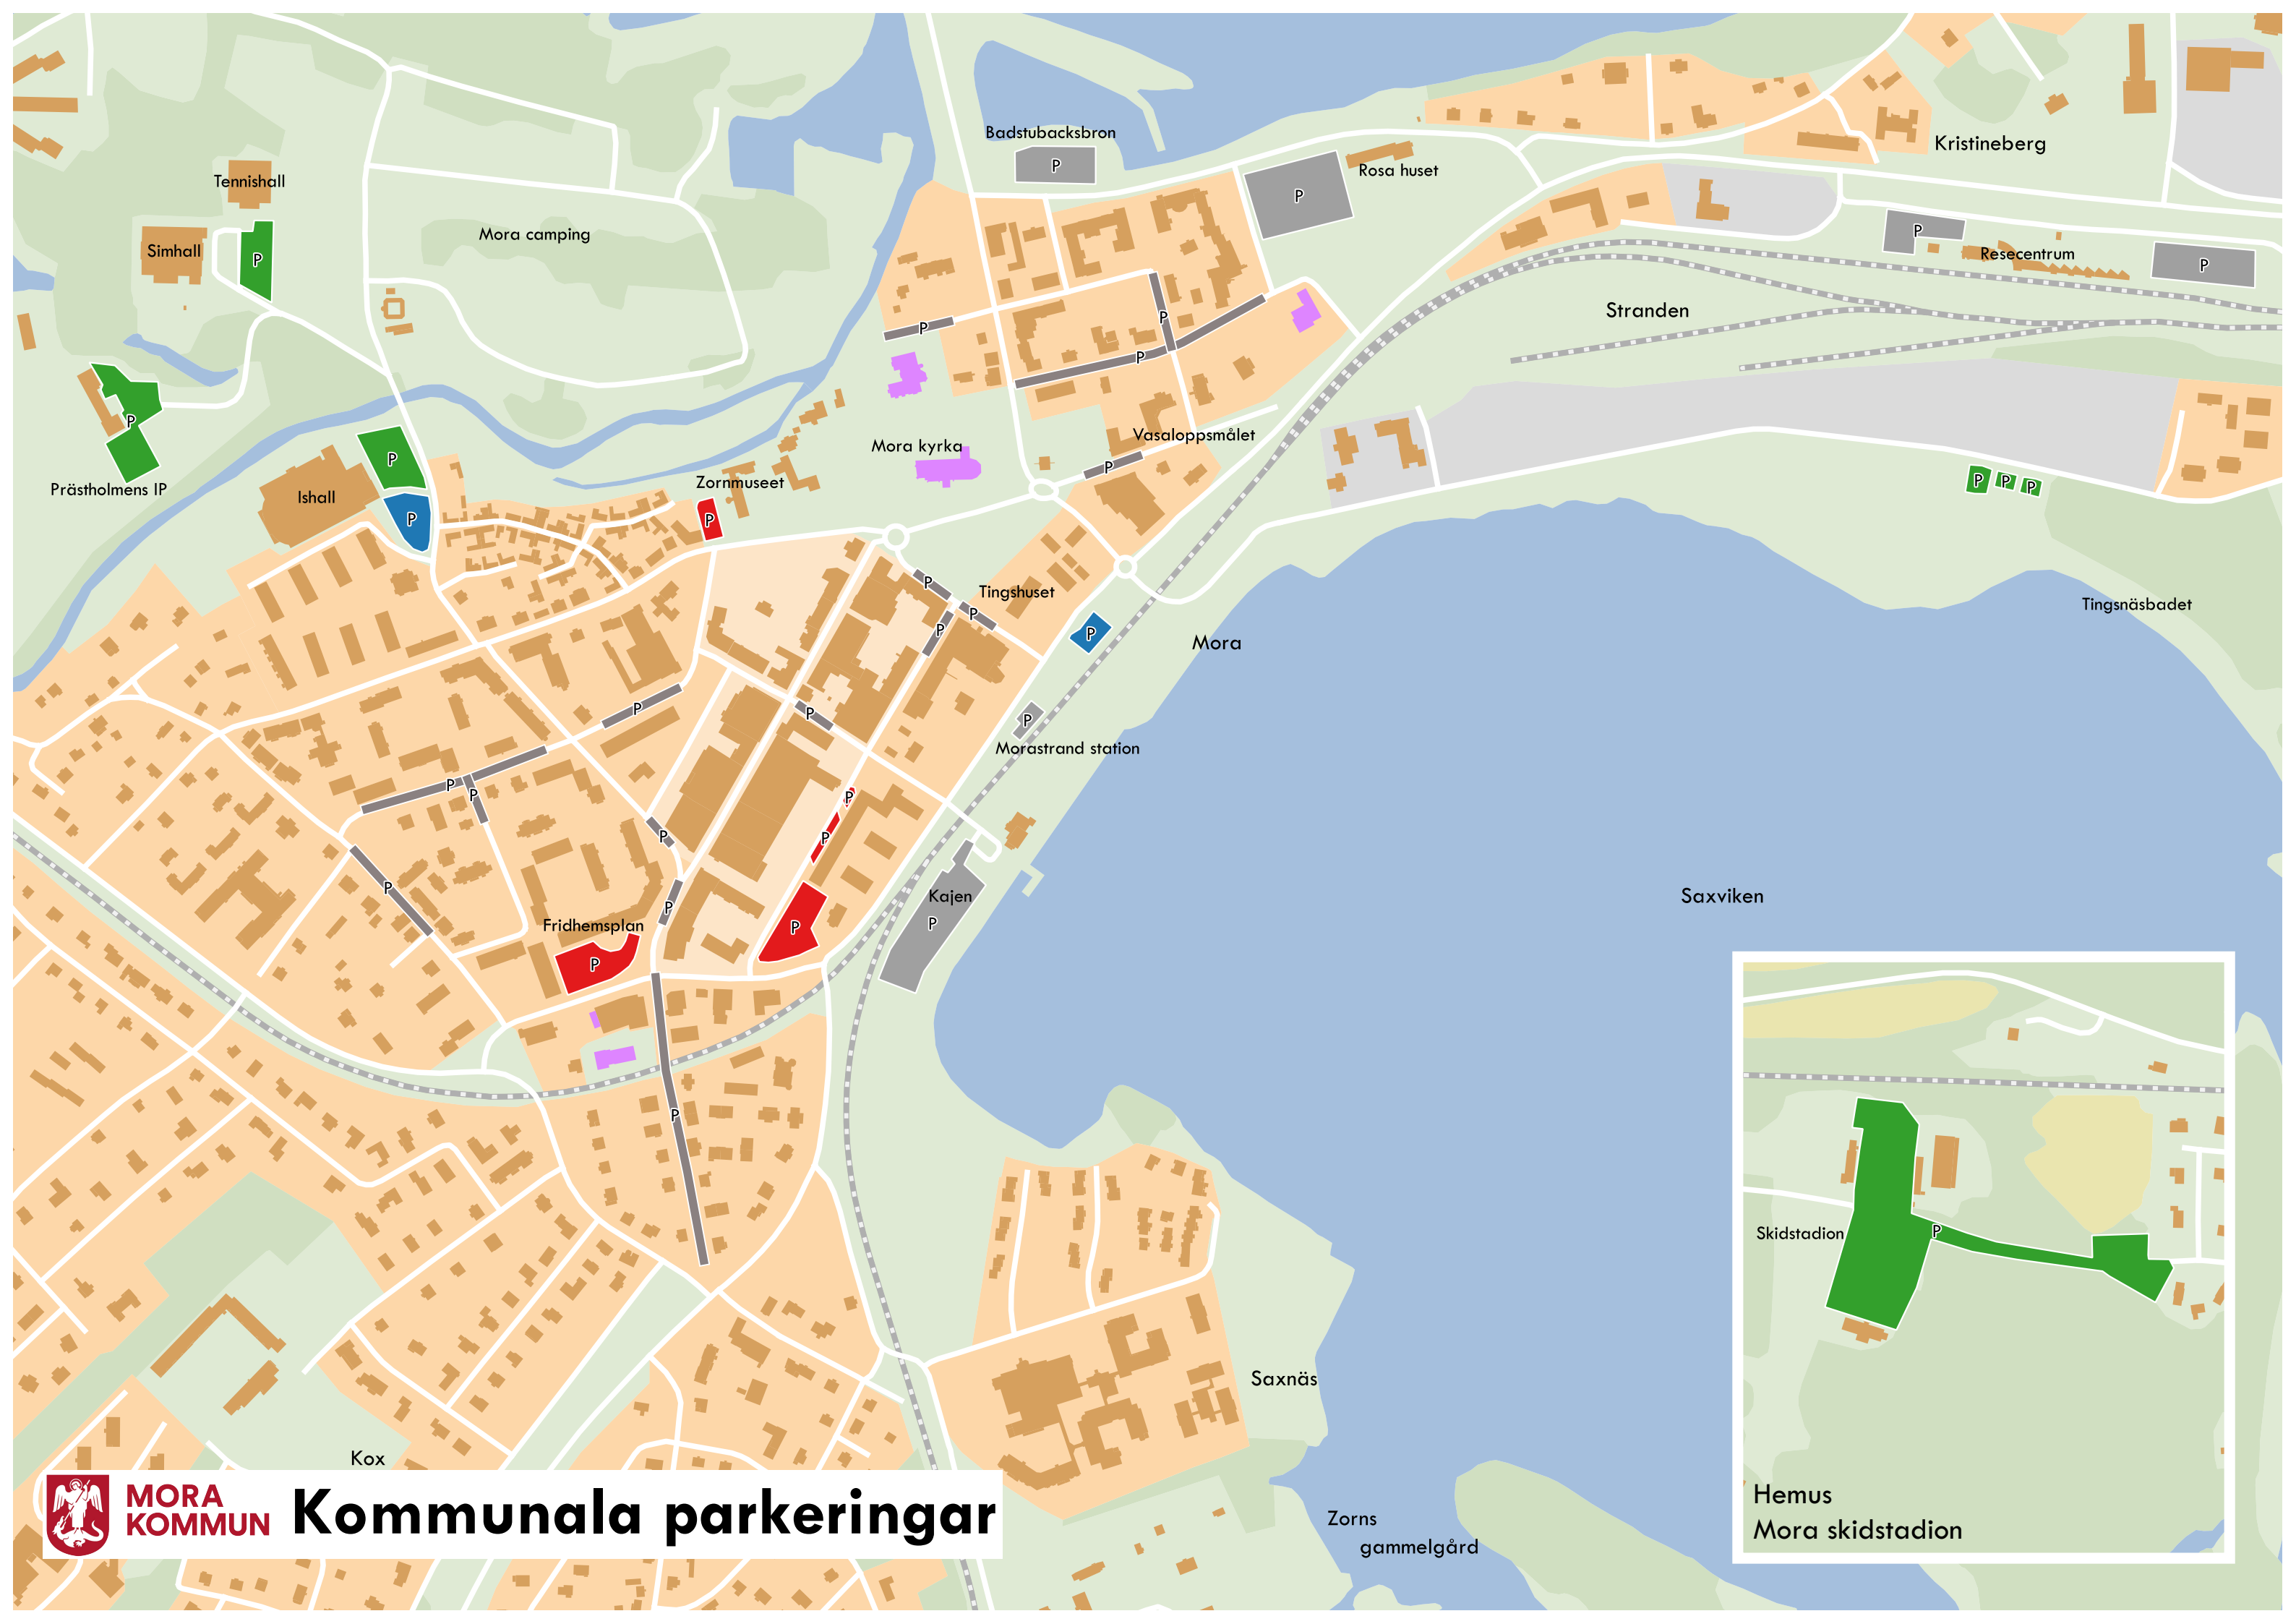 Badstubacksbron
P
Kristineberg
P
Rosa huset
Tennishall
P
Mora camping
P
Simhall
Resecentrum
P
P
Stranden
P
P
P
P
Vasaloppsmålet
Mora kyrka
P
P
Zornmuseet
P
P
P
P
Prästholmens IP
Ishall
P
P
P
Tingshuset
Tingsnäsbadet
P
P
P
Mora
P
P
P
P
Morastrand station
P
P
P
P
P
P
Kajen
Saxviken
P
Fridhemsplan
P
P
P
P
P
Skidstadion
P
Saxnäs
Kox
Hemus
Mora skidstadion
MORA
KOMMUN
Kommunala parkeringar
Zorns
gammelgård